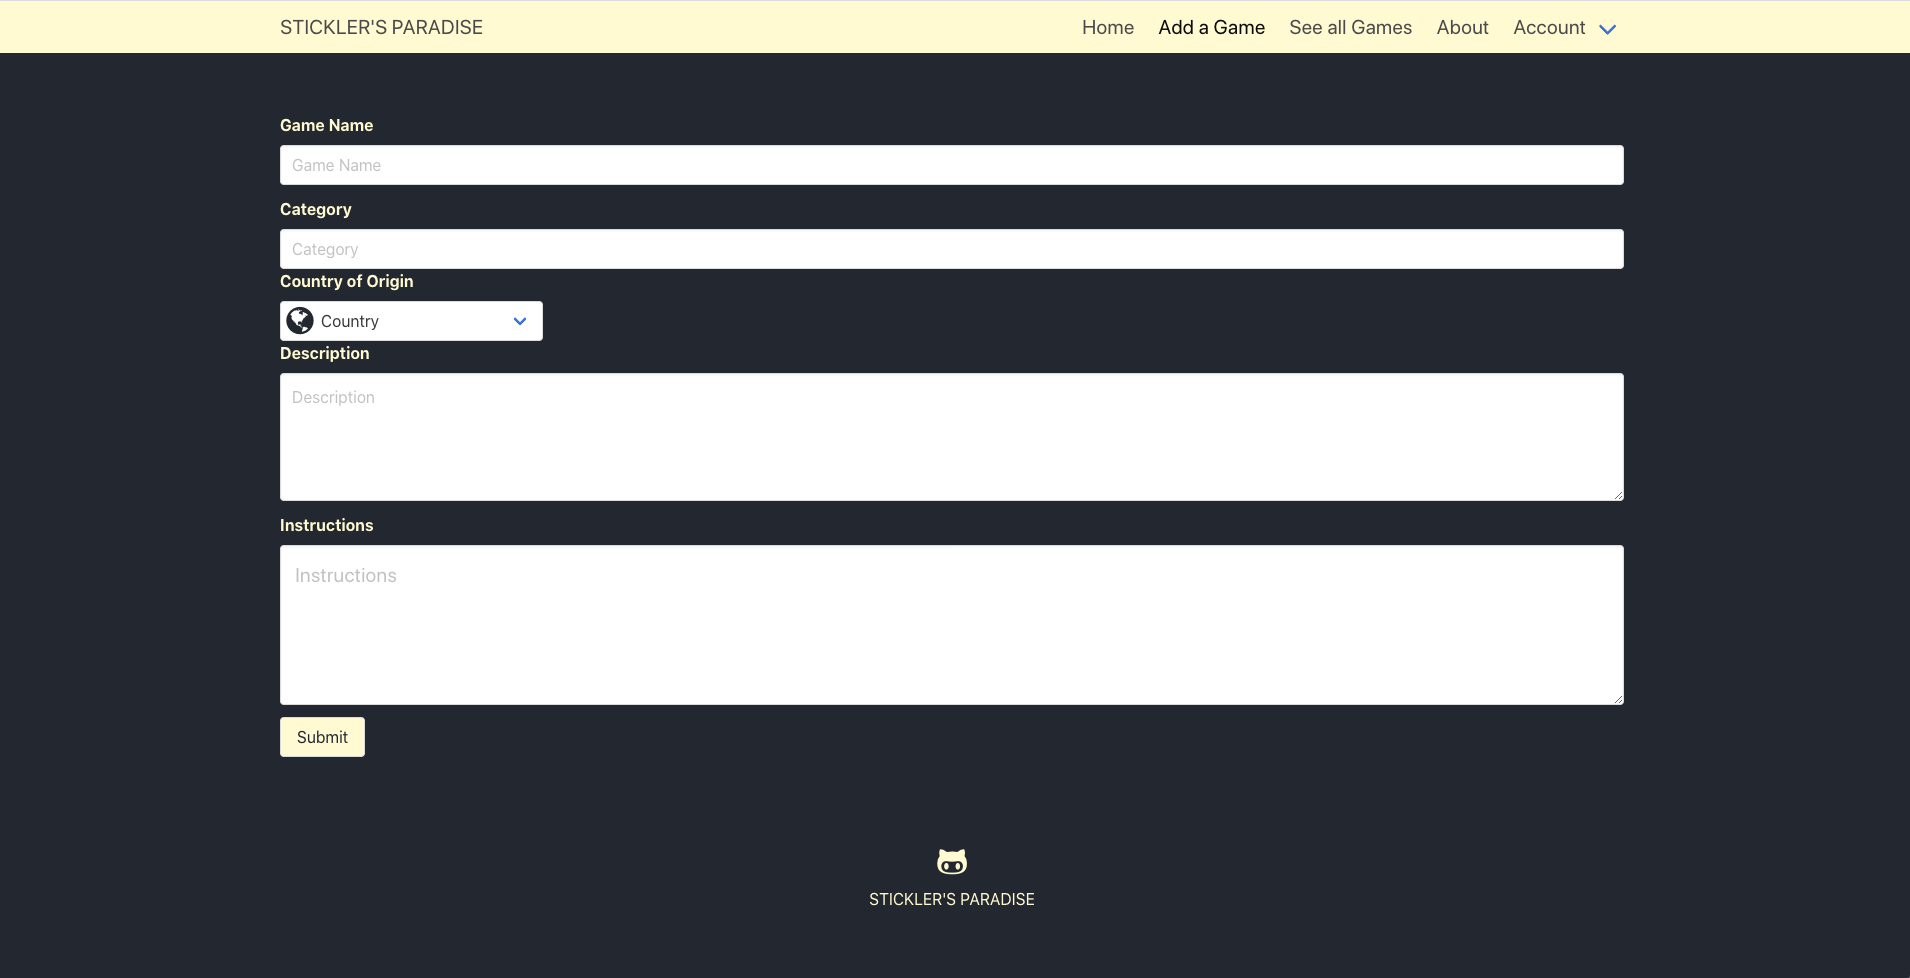 STICKLER'S PARADISE Home Add a Game See all Games About Account
Game Name
Game Name
Category
Category
Country of Origin
Country
Description
Description
Instructions
Instructions
Submit
STICKLER'S PARADISE